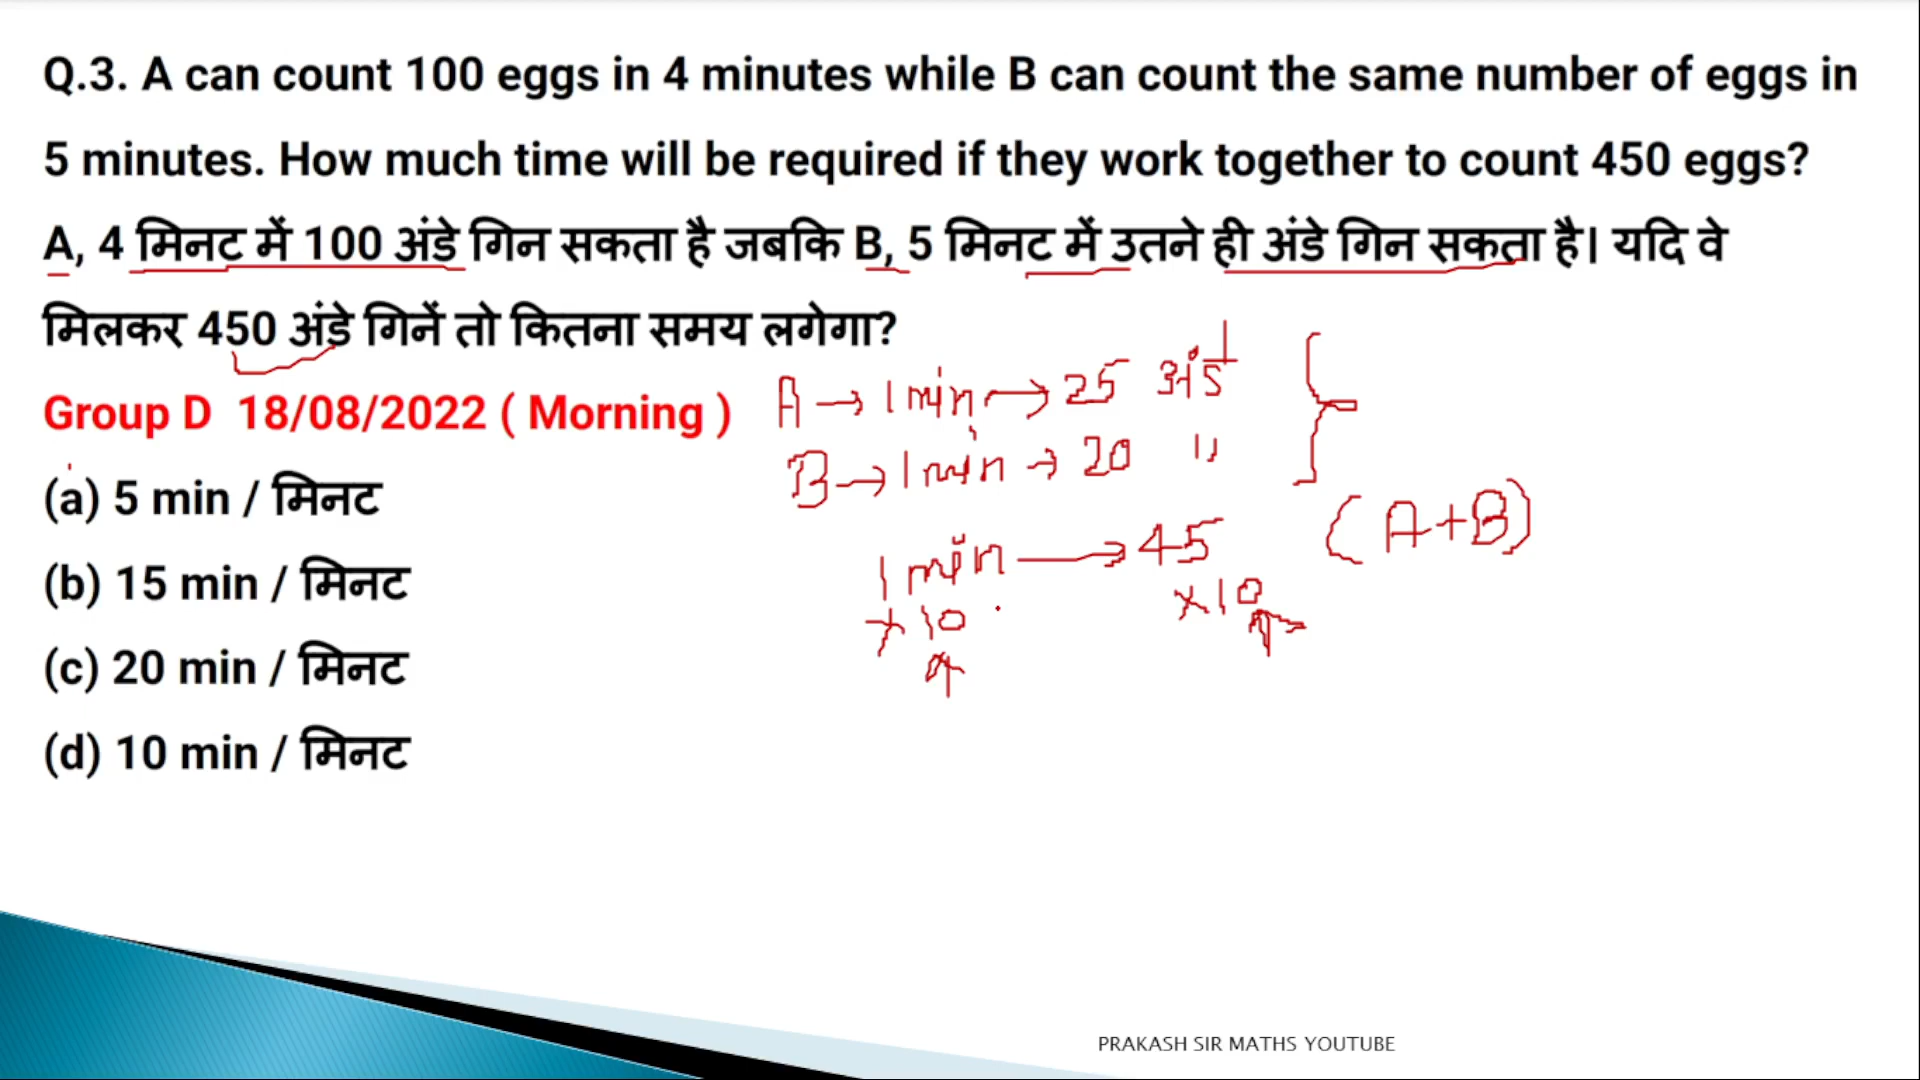 Q.3. A can count 100 eggs in 4 minutes while B can count the same number of eggs in
5 minutes. How much time will be required if they work together to count 450 eggs?
A, 4 मिनट में 100 अंडे गिन सकता है जबकि B, 5 मिनट में उतने ही अंडे गिन सकता है। यदि वे
मिलकर 450 अंडे गिनें तो कितना समय लगेगा?
Group D 18/08/2022 ( Morning )
A → 1 min → 25 अंडे
B → 1 min → 20 ״
(a) 5 min / मिनट
(A+B)
1 min → 45
(b) 15 min / मिनट
×10 ×10
(c) 20 min / मिनट
(d) 10 min / मिनट
PRAKASH SIR MATHS YOUTUBE